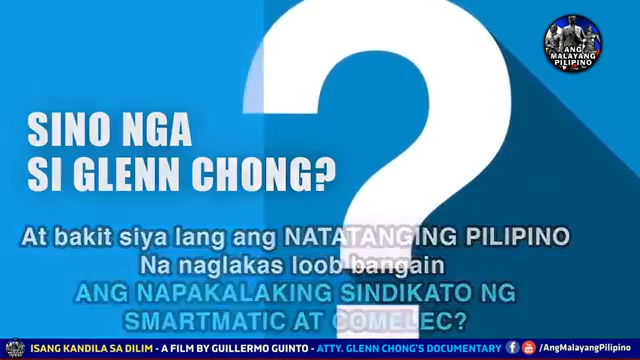 ANG
MALAYANG
PILIPINO
SINO NGA
SI GLENN CHONG?
At bakit siya lang ang NATATANGING PILIPINO
Na naglakas loob bangain
ANG NAPAKALAKING SINDIKATO NG
SMARTMATIC AT COMELEC?
ISANG KANDILA SA DILIM - A FILM BY GUILLERMO GUINTO - ATTY. GLENN CHONG'S DOCUMENTARY /AngMalayangPilipino